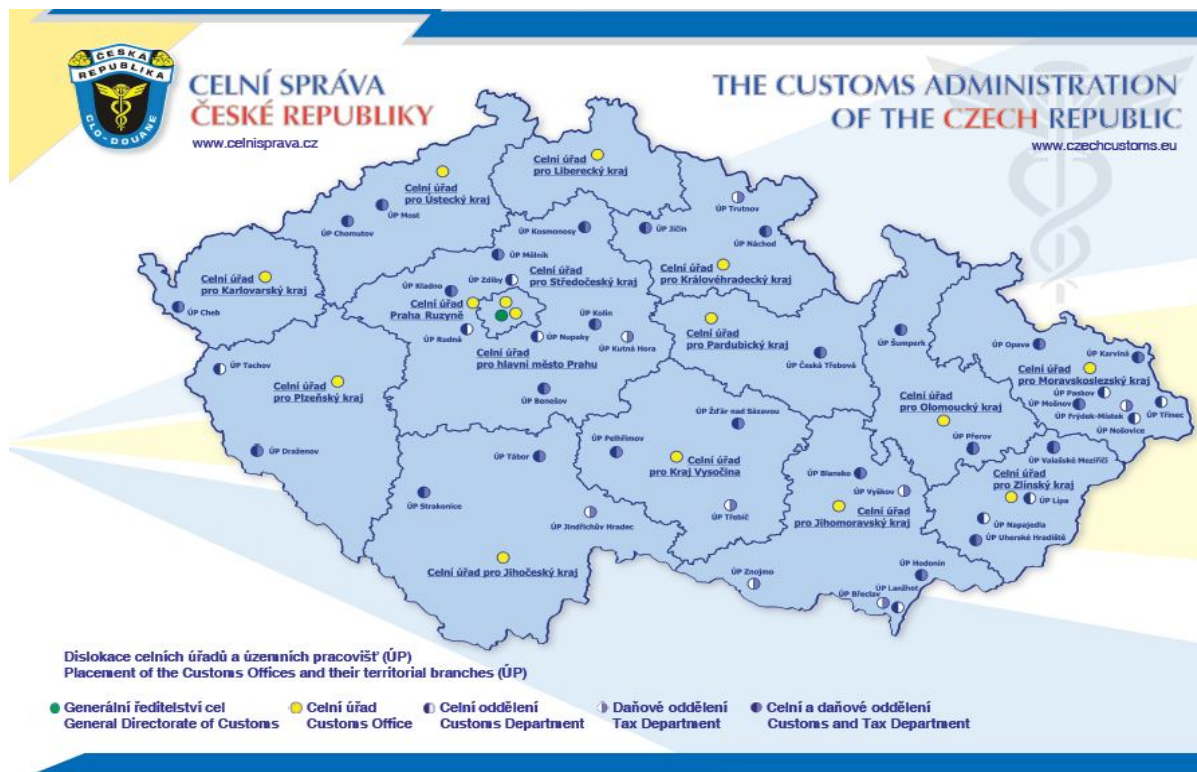 ČESKÁ
REPUBLIKA
CLO-DOUANE
CELNÍ SPRÁVA
ČESKÉ REPUBLIKY
www.celnisprava.cz
THE CUSTOMS ADMINISTRATION
OF THE CZECH REPUBLIC
www.czechcustoms.eu
Celní úřad
pro Liberecký kraj
Celní úřad
pro Ústecký kraj
ÚP Most
ÚP Chomutov
ÚP Trutnov
ÚP Kosmonosy
ÚP Jičín
ÚP Náchod
ÚP Mělník
Celní úřad
pro Karlovarský kraj
ÚP Cheb
ÚP Zdiby
Celní úřad
pro Středočeský kraj
Celní úřad
pro Královéhradecký kraj
ÚP Kladno
Celní úřad
Praha Ruzyně
ÚP Kolín
ÚP Rudná
ÚP Nupaky
ÚP Kutná Hora
Celní úřad
pro hlavní město Prahu
Celní úřad
pro Pardubický kraj
ÚP Česká Třebová
ÚP Šumperk
ÚP Opava
ÚP Karviná
Celní úřad
pro Moravskoslezský kraj
ÚP Paskov
ÚP Mošnov
ÚP Frýdek-Místek
ÚP Třinec
ÚP Nošovice
ÚP Tachov
Celní úřad
pro Plzeňský kraj
ÚP Benešov
Celní úřad
pro Olomoucký kraj
ÚP Draženov
ÚP Tábor
ÚP Pelhřimov
ÚP Žďár nad Sázavou
Celní úřad
pro Kraj Vysočina
ÚP Přerov
ÚP Valašské Meziříčí
Celní úřad
pro Zlínský kraj
ÚP Lípa
ÚP Blansko
ÚP Vyškov
ÚP Strakonice
ÚP Jindřichův Hradec
ÚP Třebíč
Celní úřad
pro Jihomoravský kraj
ÚP Napajedla
ÚP Uherské Hradiště
Celní úřad pro Jihočeský kraj
ÚP Znojmo
ÚP Hodonín
ÚP Lanžhot
ÚP Břeclav
Dislokace celních úřadů a územních pracovišť (ÚP)
Placement of the Customs Offices and their territorial branches (ÚP)
Generální ředitelství cel
General Directorate of Customs
Celní úřad
Customs Office
Celní oddělení
Customs Department
Daňové oddělení
Tax Department
Celní a daňové oddělení
Customs and Tax Department